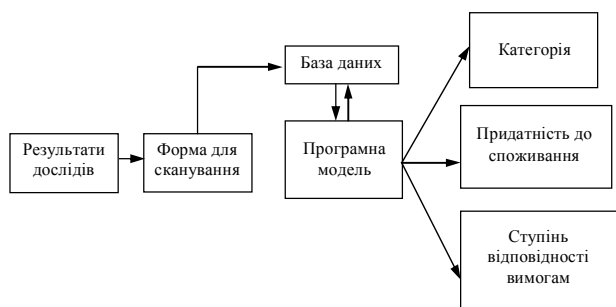 Результати
дослідів
Форма для
сканування
База даних
Програмна
модель
Категорія
Придатність до
споживання
Ступінь
відповідності
вимогам